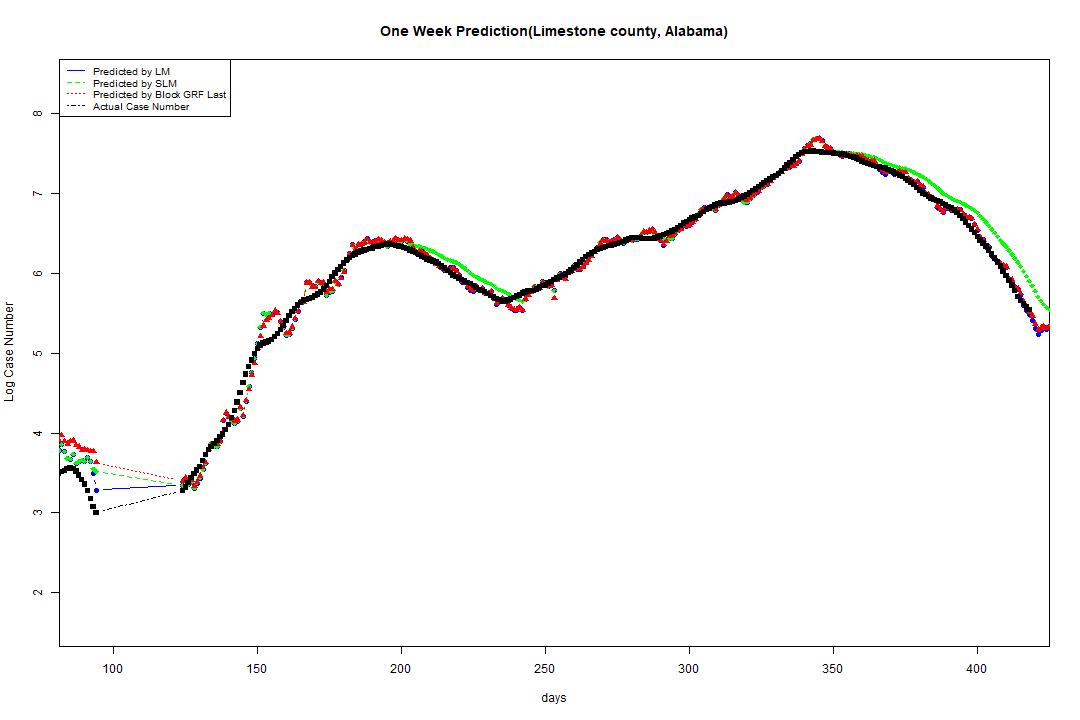 One Week Prediction(Limestone county, Alabama)
Predicted by LM
Predicted by SLM
Predicted by Block GRF Last
Actual Case Number
8
7
6
5
4
3
2
Log Case Number
100 150 200 250 300 350 400
days